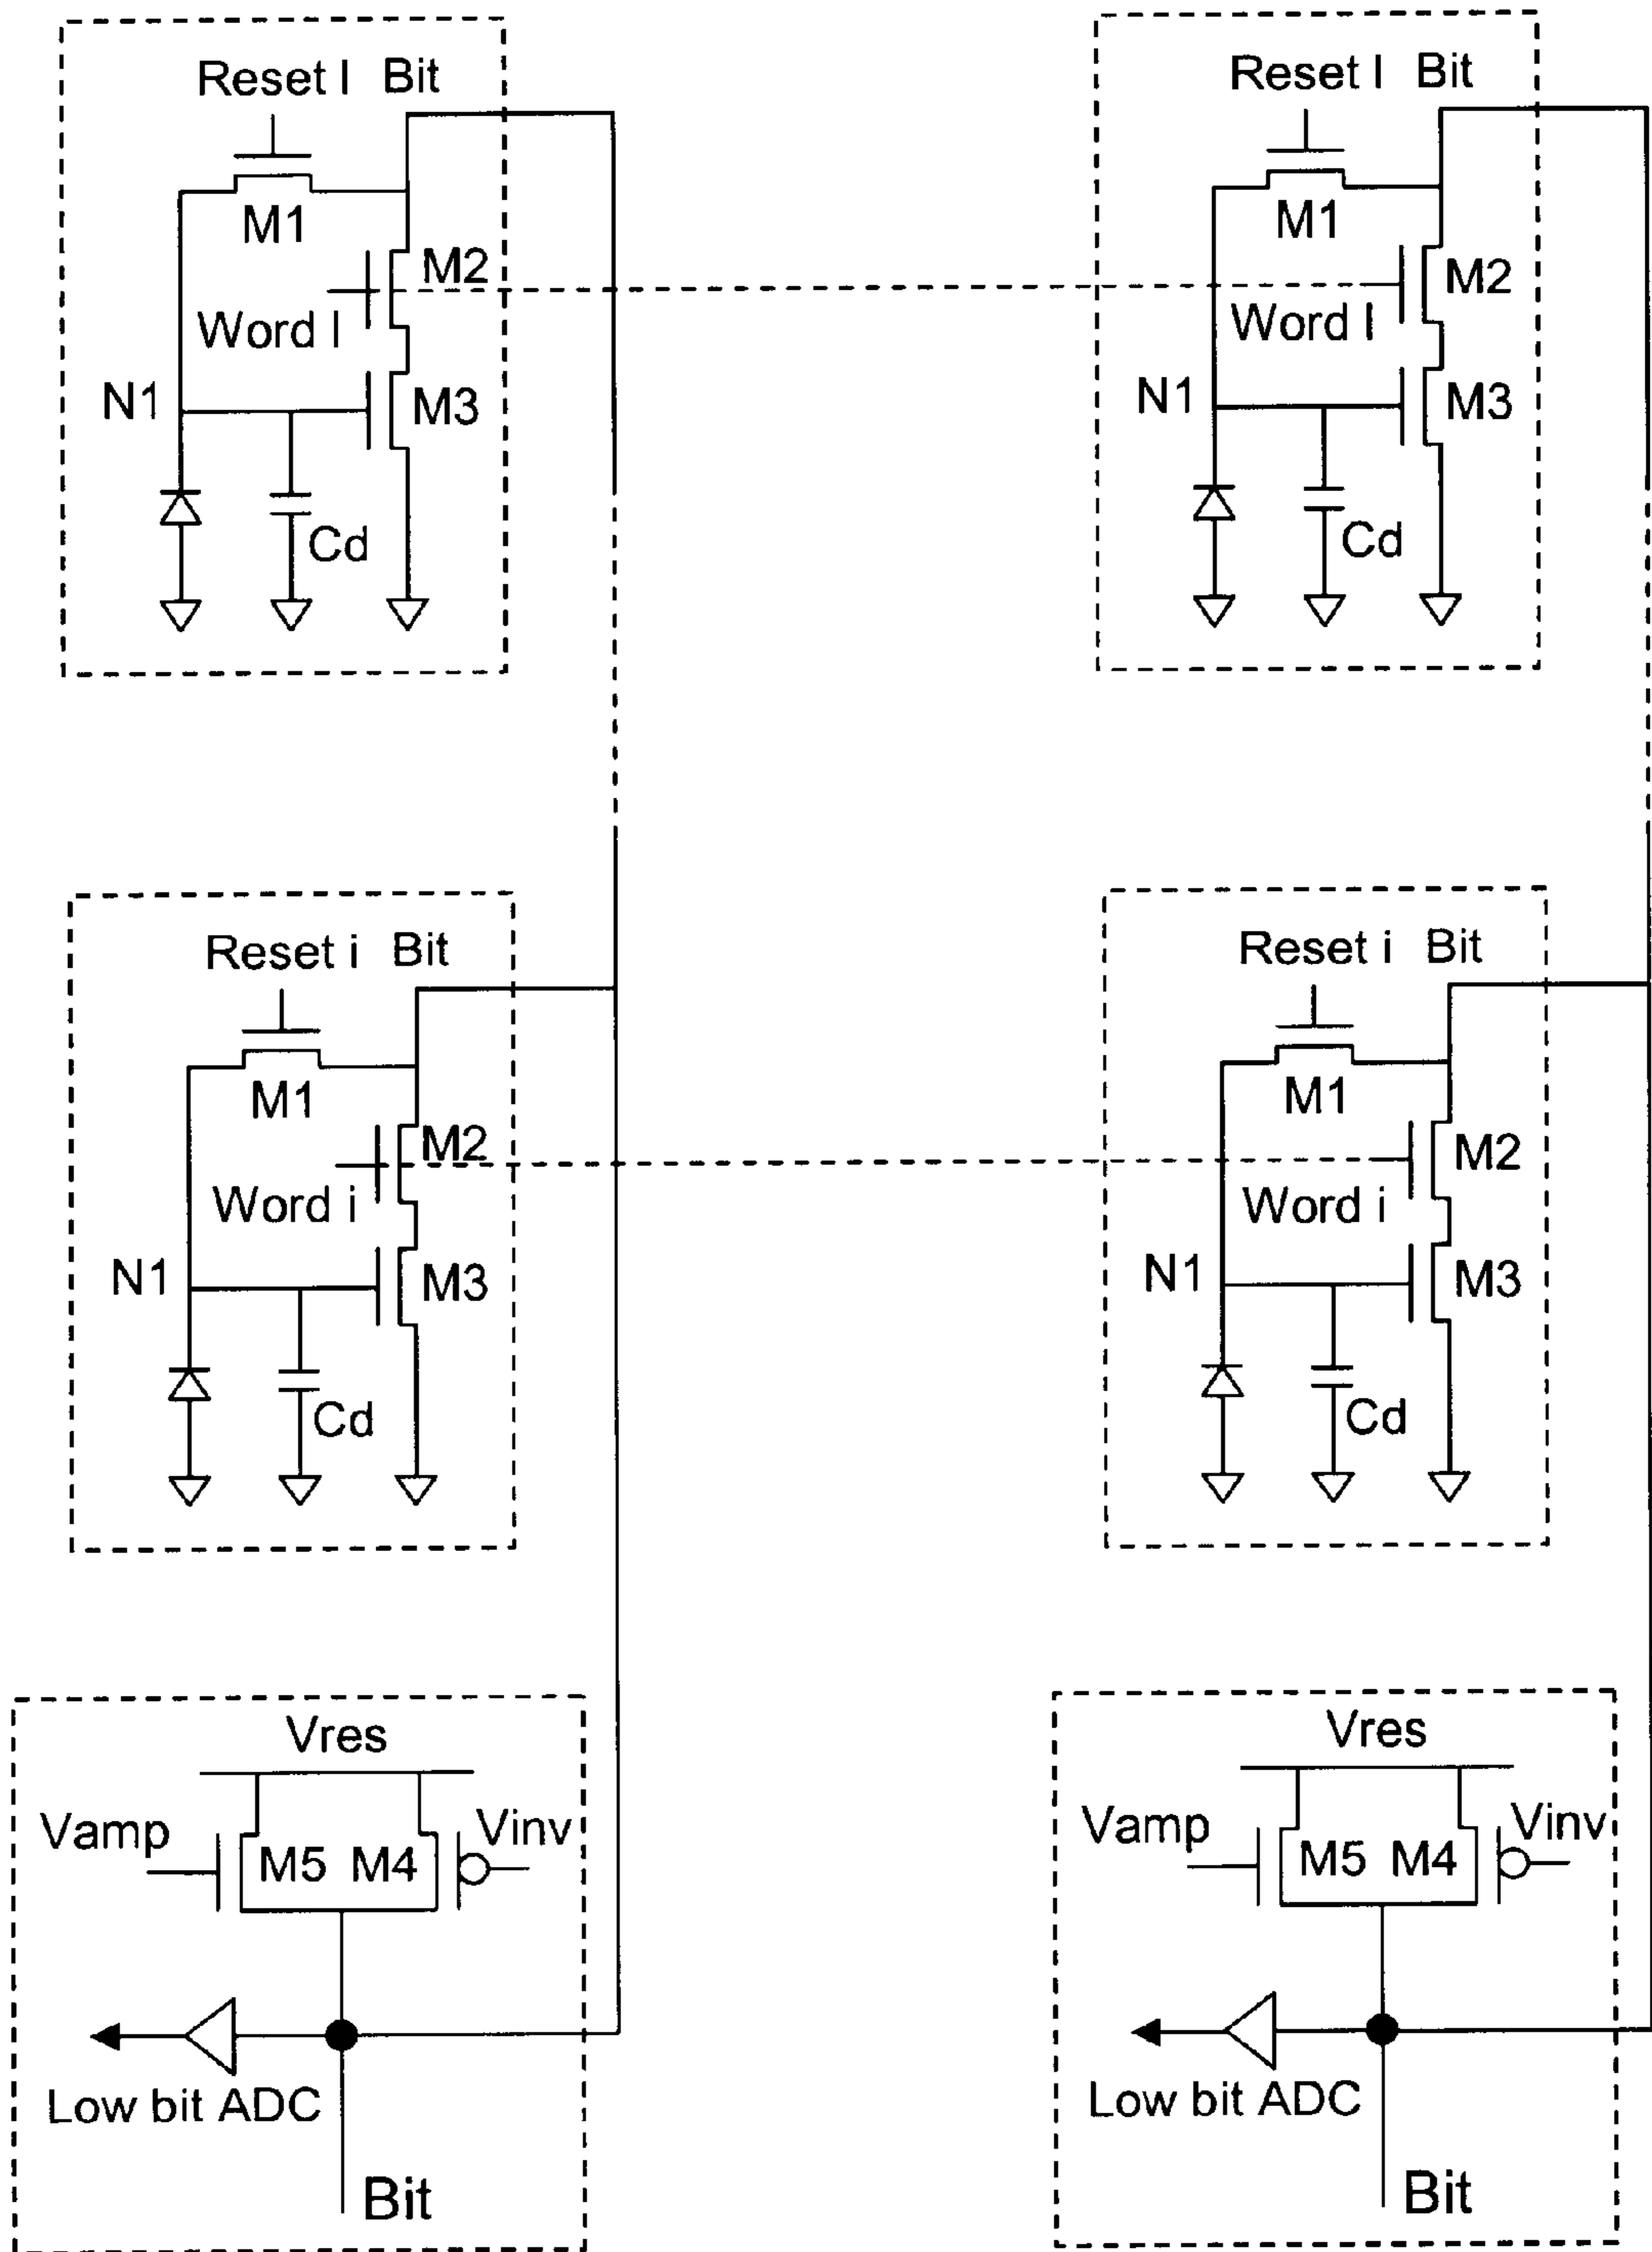 Reset I Bit
M1
M2
Word I
N1
M3
Cd
Reset I Bit
M1
M2
Word I
N1
M3
Cd
Reset i Bit
M1
M2
Word i
N1
M3
Cd
Reset i Bit
M1
M2
Word i
N1
M3
Cd
Vres
Vamp
Vinv
M5 M4
Low bit ADC
Bit
Vres
Vamp
Vinv
M5 M4
Low bit ADC
Bit